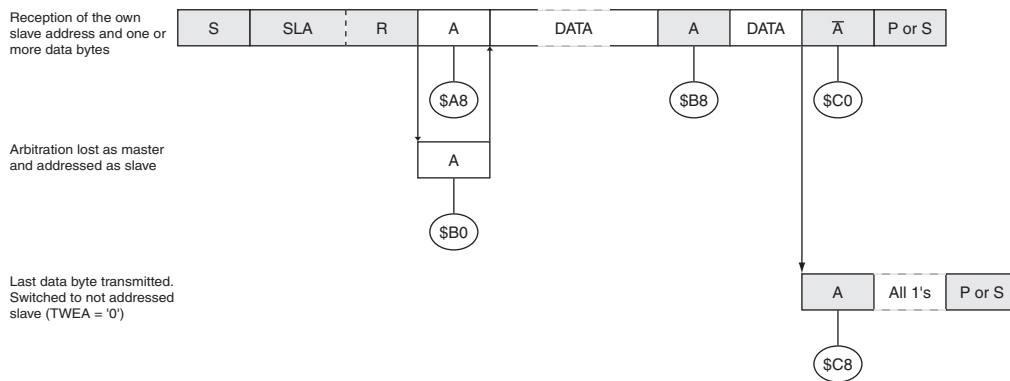 Reception of the own
slave address and one or
more data bytes
S SLA R A DATA A DATA A̅ P or S
$A8 $B8 $C0
Arbitration lost as master
and addressed as slave
A
$B0
Last data byte transmitted.
Switched to not addressed
slave (TWEA = '0')
A All 1's P or S
$C8